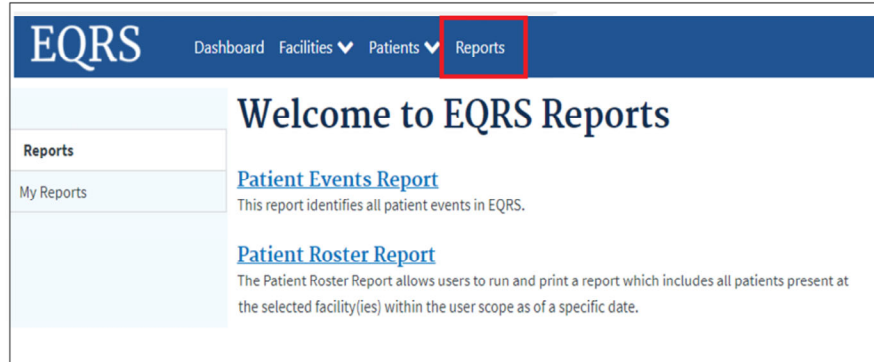 EQRS Dashboard Facilities Patients Reports
Welcome to EQRS Reports
Reports
My Reports
Patient Events Report
This report identifies all patient events in EQRS.
Patient Roster Report
The Patient Roster Report allows users to run and print a report which includes all patients present at
the selected facility(ies) within the user scope as of a specific date.